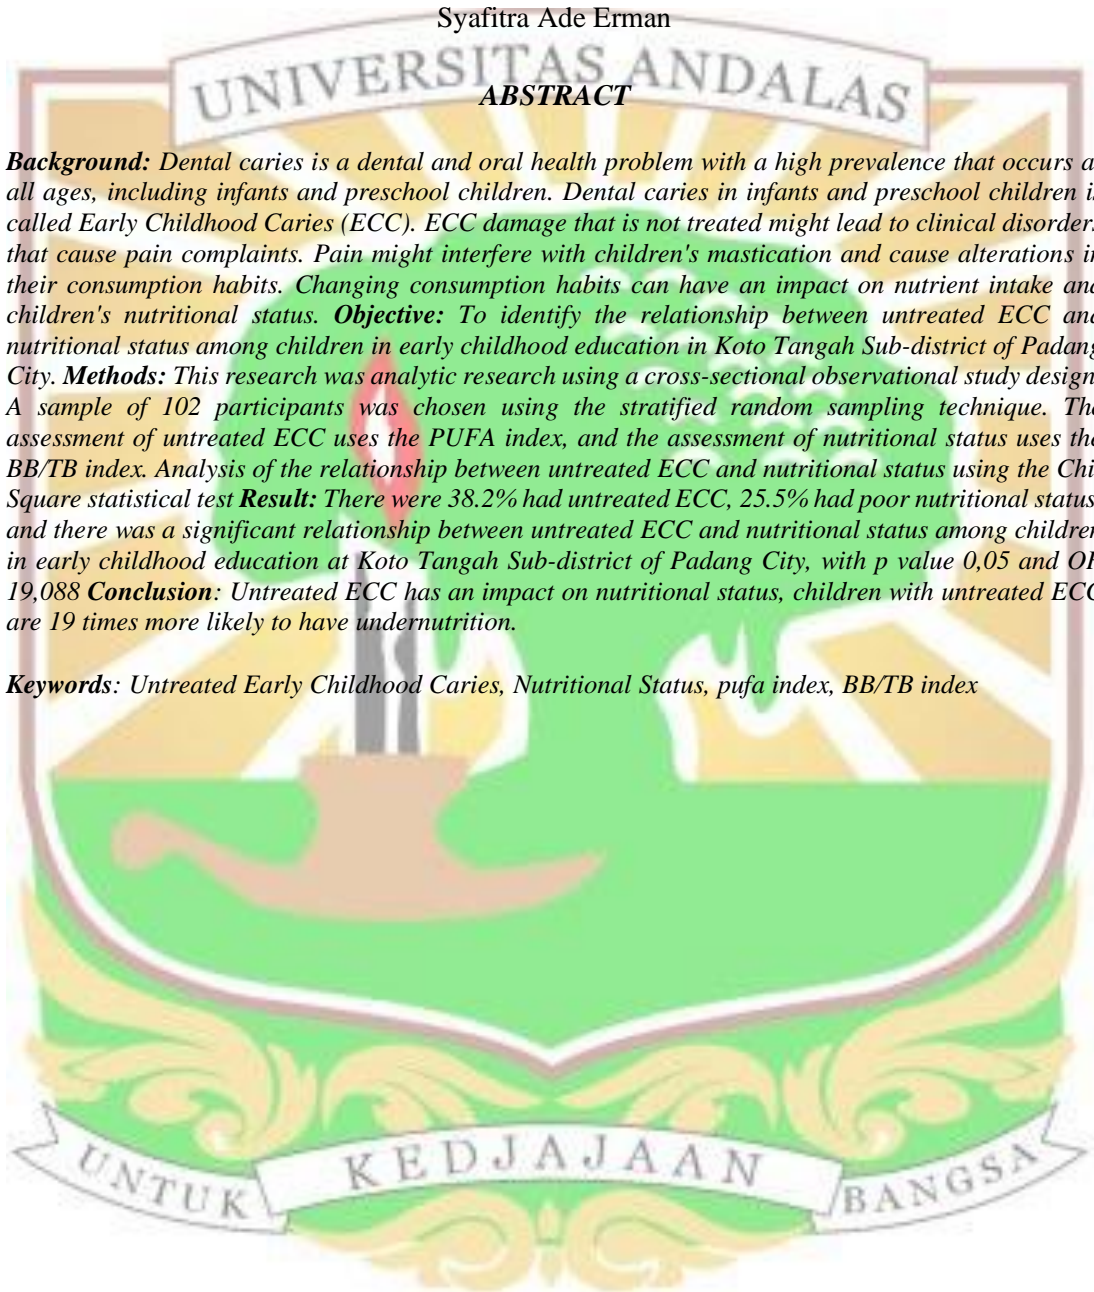 Syafitra Ade Erman
UNIVERSITAS ANDALAS
ABSTRACT
Background: Dental caries is a dental and oral health problem with a high prevalence that occurs a
all ages, including infants and preschool children. Dental caries in infants and preschool children i
called Early Childhood Caries (ECC). ECC damage that is not treated might lead to clinical disorder
that cause pain complaints. Pain might interfere with children's mastication and cause alterations i
their consumption habits. Changing consumption habits can have an impact on nutrient intake an
children's nutritional status. Objective: To identify the relationship between untreated ECC an
nutritional status among children in early childhood education in Koto Tangah Sub-district of Padang
City. Methods: This research was analytic research using a cross-sectional observational study design
A sample of 102 participants was chosen using the stratified random sampling technique. Th
assessment of untreated ECC uses the PUFA index, and the assessment of nutritional status uses the
BB/TB index. Analysis of the relationship between untreated ECC and nutritional status using the Chi
Square statistical test Result: There were 38.2% had untreated ECC, 25.5% had poor nutritional status
and there was a significant relationship between untreated ECC and nutritional status among children
in early childhood education at Koto Tangah Sub-district of Padang City, with p value 0,05 and O
19,088 Conclusion: Untreated ECC has an impact on nutritional status, children with untreated ECC
are 19 times more likely to have undernutrition.
Keywords: Untreated Early Childhood Caries, Nutritional Status, pufa index, BB/TB index
UNTUK KEDJAJAAN BANGSA